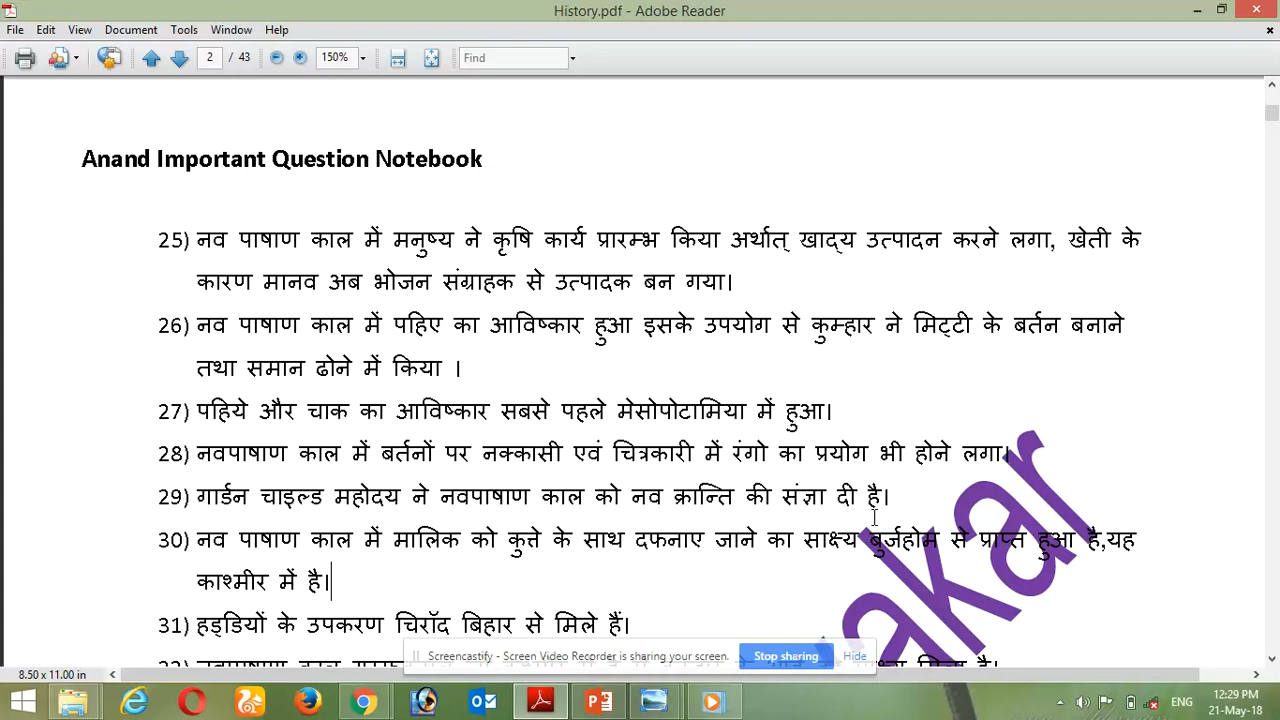 History.pdf - Adobe Reader
File Edit View Document Tools Window Help
2 / 43 150% Find
Anand Important Question Notebook
25) नव पाषाण काल में मनुष्य ने कृषि कार्य प्रारम्भ किया अर्थात् खाद्य उत्पादन करने लगा, खेती के
कारण मानव अब भोजन संग्राहक से उत्पादक बन गया।
26) नव पाषाण काल में पहिए का आविष्कार हुआ इसके उपयोग से कुम्हार ने मिट्टी के बर्तन बनाने
तथा समान ढोने में किया ।
27) पहिये और चाक का आविष्कार सबसे पहले मेसोपोटामिया में हुआ।
28) नवपाषाण काल में बर्तनों पर नक्कासी एवं चित्रकारी में रंगो का प्रयोग भी होने लगा।
29) गार्डन चाइल्ड महोदय ने नवपाषाण काल को नव क्रान्ति की संज्ञा दी है।
30) नव पाषाण काल में मालिक को कुत्ते के साथ दफनाए जाने का साक्ष्य बुर्जहोम से प्राप्त हुआ है,यह
काश्मीर में है।
31) हड्डियों के उपकरण चिराँद बिहार से मिले हैं।
akar
Screencastify - Screen Video Recorder is sharing your screen. Stop sharing Hide
8.50 x 11.00 in
ENG
12:29 PM
21-May-18